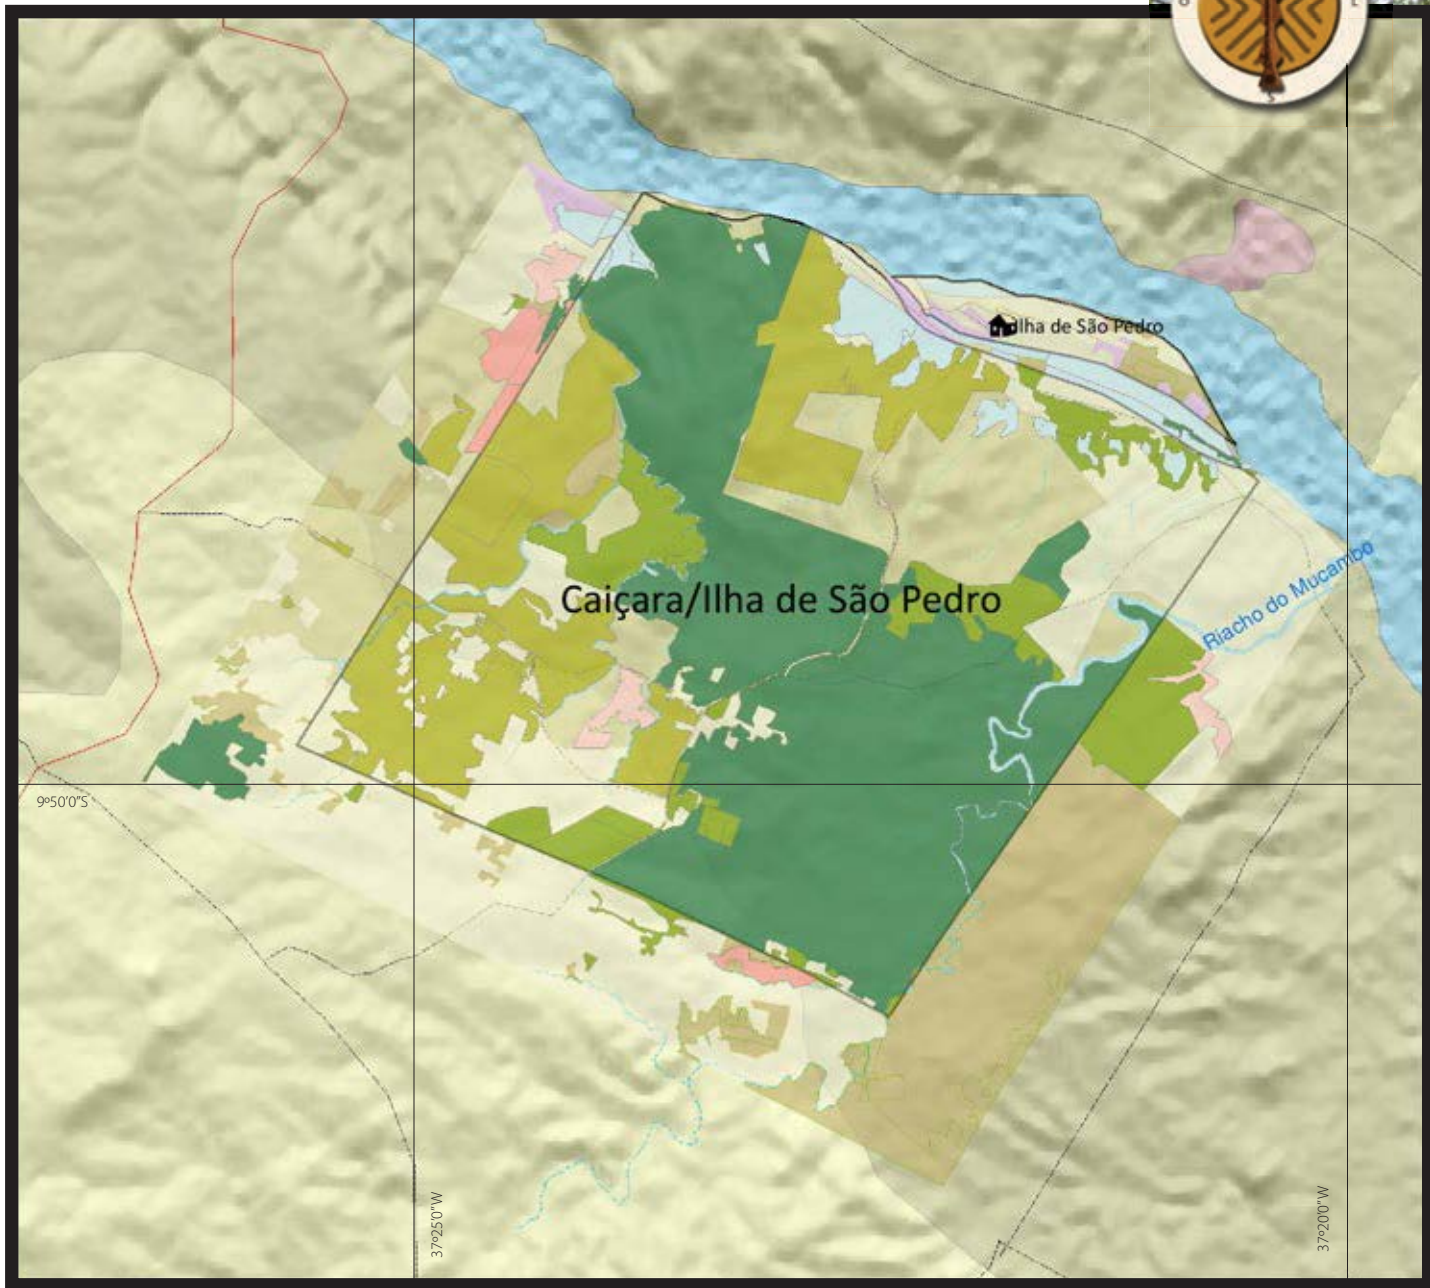 O
L
S
Ilha de São Pedro
Caiçara/Ilha de São Pedro
Riacho do Mucambo
9º50'0"S
37º25'0"W
37º20'0"W